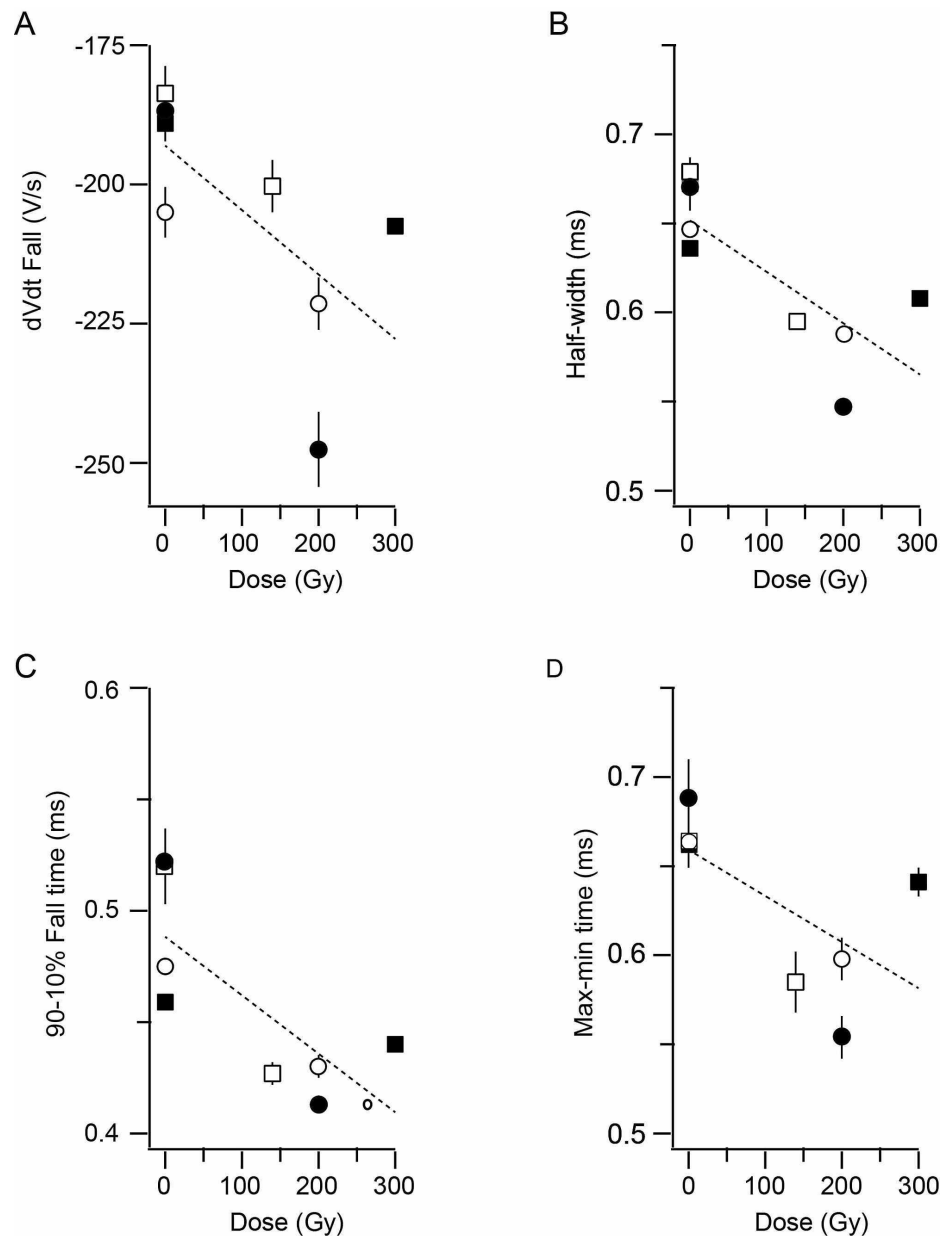 A
-175
-200
-225
-250
dVdt Fall (V/s)
0
100
200
300
Dose (Gy)
B
0.7
0.6
0.5
Half-width (ms)
0
100
200
300
Dose (Gy)
C
0.6
0.5
0.4
90-10% Fall time (ms)
0
100
200
300
Dose (Gy)
D
0.7
0.6
0.5
Max-min time (ms)
0
100
200
300
Dose (Gy)